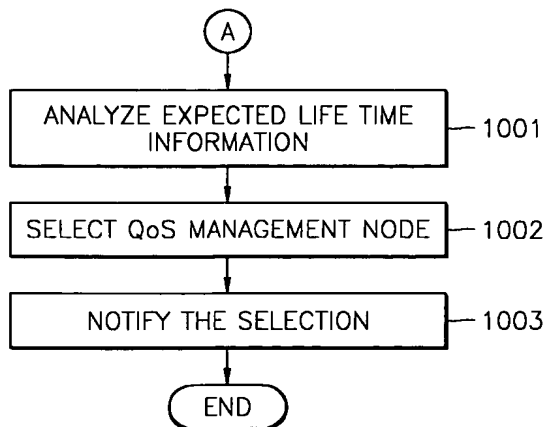 A
ANALYZE EXPECTED LIFE TIME
INFORMATION
1001
SELECT QoS MANAGEMENT NODE
1002
NOTIFY THE SELECTION
1003
END